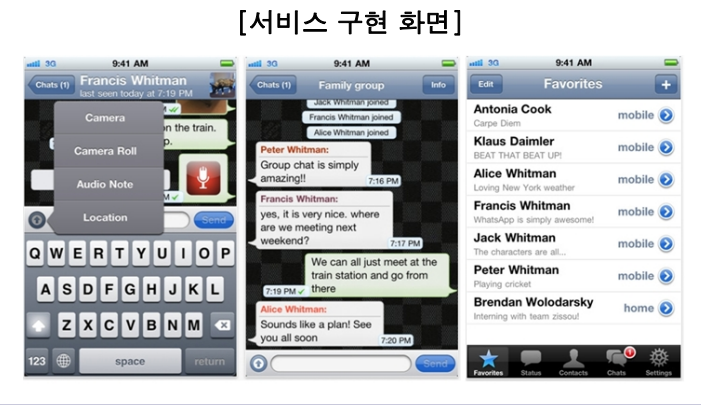 [서비스 구현 화면]
3G 9:41 AM
Chats (1)
Francis Whitman
last seen today at 7:19 PM
Camera
Camera Roll
Audio Note
Location
on the train.
p.
Send
Q W E R T Y U I O P
A S D F G H J K L
Z X C V B N M
123 space return
3G 9:41 AM
Chats (1) Family group Info
Jack Whitman joined
Francis Whitman joined
Alice Whitman joined
Peter Whitman:
Group chat is simply
amazing!!
7:16 PM
Francis Whitman:
yes, it is very nice. where
are we meeting next
weekend?
7:17 PM
We can all just meet at the
train station and go from
there
7:19 PM
Alice Whitman:
Sounds like a plan! See
you all soon
7:20 PM
Send
3G 9:41 AM
Edit Favorites +
Antonia Cook mobile
Carpe Diem
Klaus Daimler mobile
BEAT THAT BEAT UP!
Alice Whitman mobile
Loving New York weather
Francis Whitman mobile
WhatsApp is simply awesome!
Jack Whitman mobile
The characters are all...
Peter Whitman mobile
Playing cricket
Brendan Wolodarsky home
Interning with team zissou!
1
Favorites Status Contacts Chats Settings